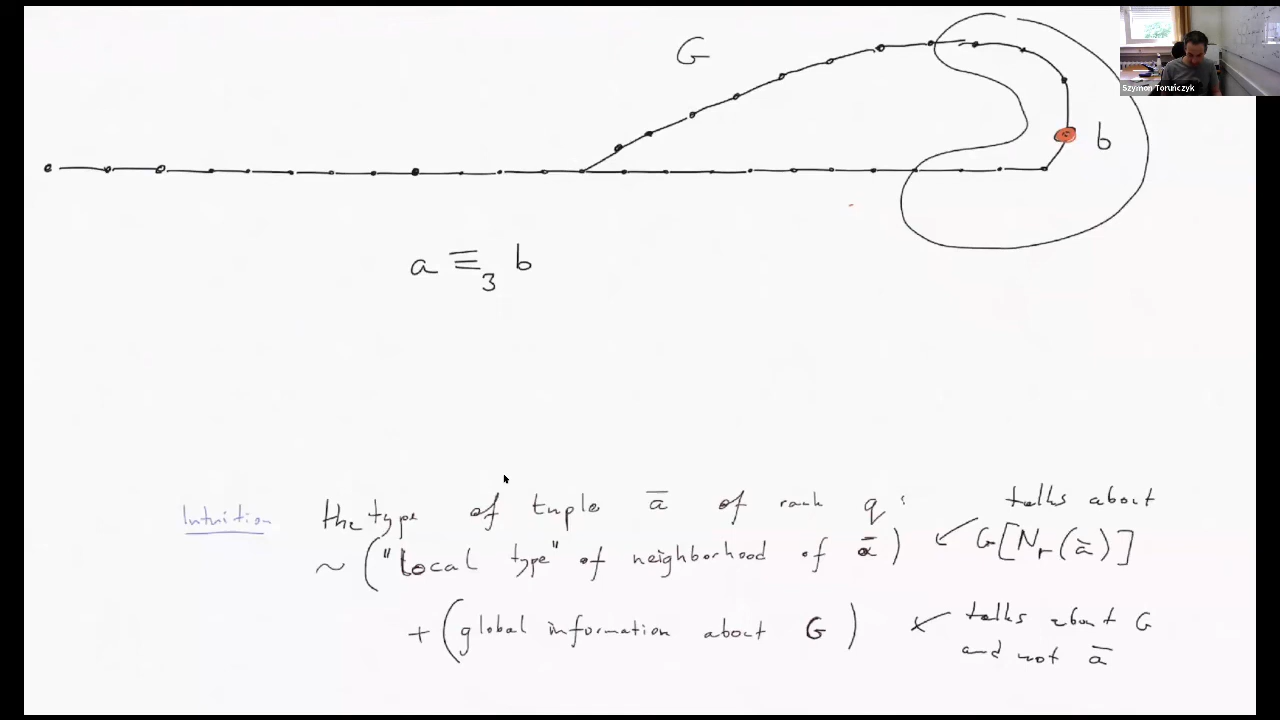 G
Szymon Toruńczyk
b
a ≡₃ b
Intuition the type of tuple a̅ of rank q :
talks about
~ ("local type" of neighborhood of a̅) ↙ G[Nᵣ(a̅)]
+ (global information about G) ↙ talks about G
and not a̅